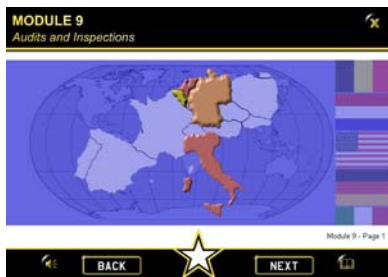 MODULE 9
Audits and Inspections
Module 9 - Page 1
BACK
NEXT